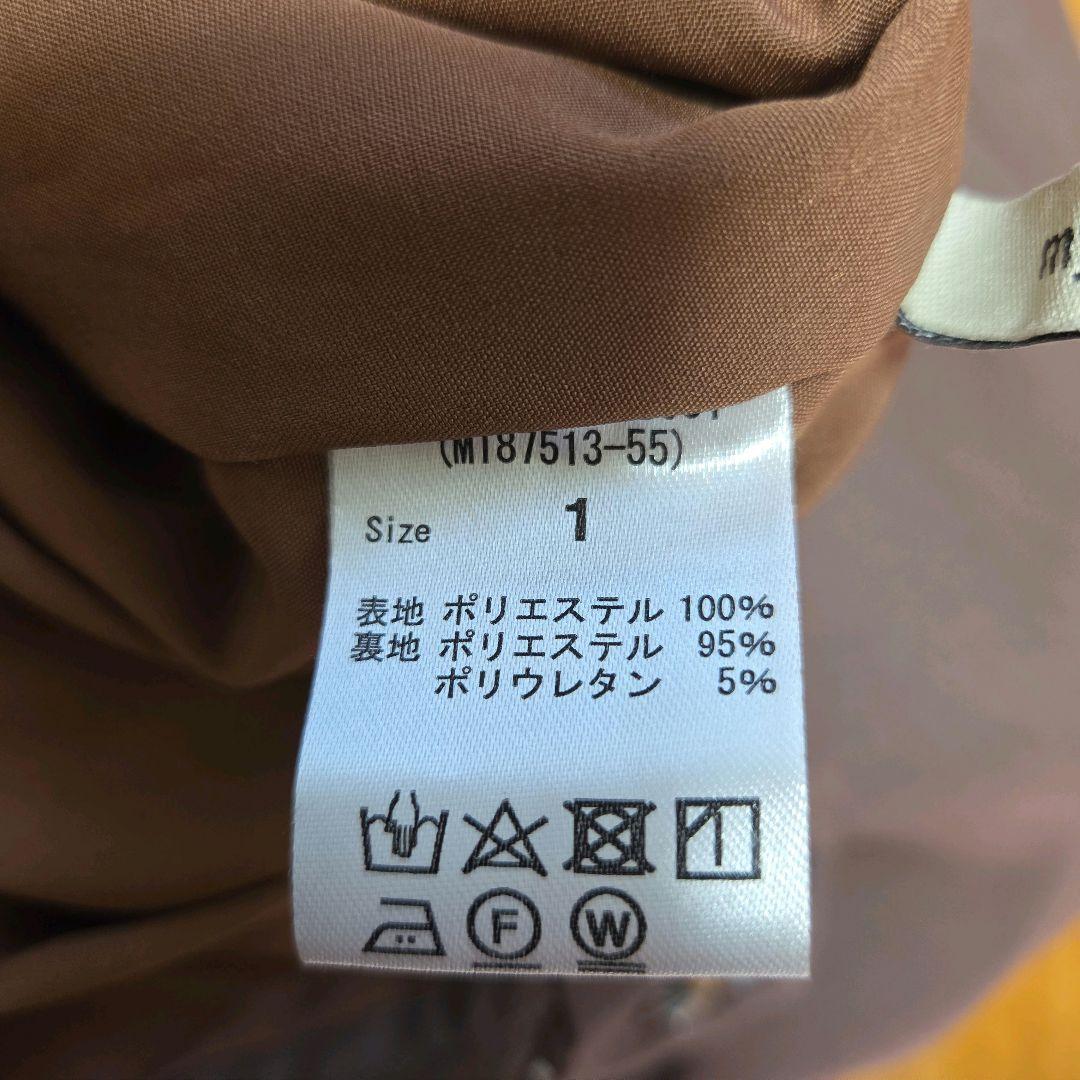 (M187513-55)
Size 1
表地 ポリエステル 100%
裏地 ポリエステル 95%
ポリウレタン 5%
F W